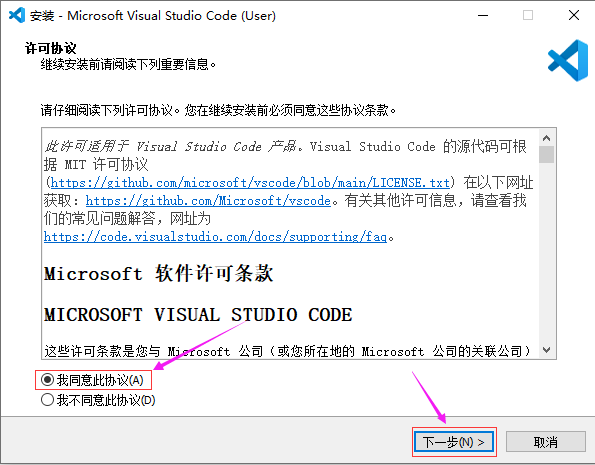 安装 - Microsoft Visual Studio Code (User)
许可协议
继续安装前请阅读下列重要信息。
请仔细阅读下列许可协议。您在继续安装前必须同意这些协议条款。
此许可适用于 Visual Studio Code 产品。Visual Studio Code 的源代码可根
据 MIT 许可协议
(https://github.com/microsoft/vscode/blob/main/LICENSE.txt) 在以下网址
获取：https://github.com/Microsoft/vscode。有关其他许可信息，请查看我
们的常见问题解答，网址为
https://code.visualstudio.com/docs/supporting/faq。
Microsoft 软件许可条款
MICROSOFT VISUAL STUDIO CODE
这些许可条款是您与 Microsoft 公司（或您所在地的 Microsoft 公司的关联公司）
我同意此协议(A)
我不同意此协议(D)
下一步(N) >
取消